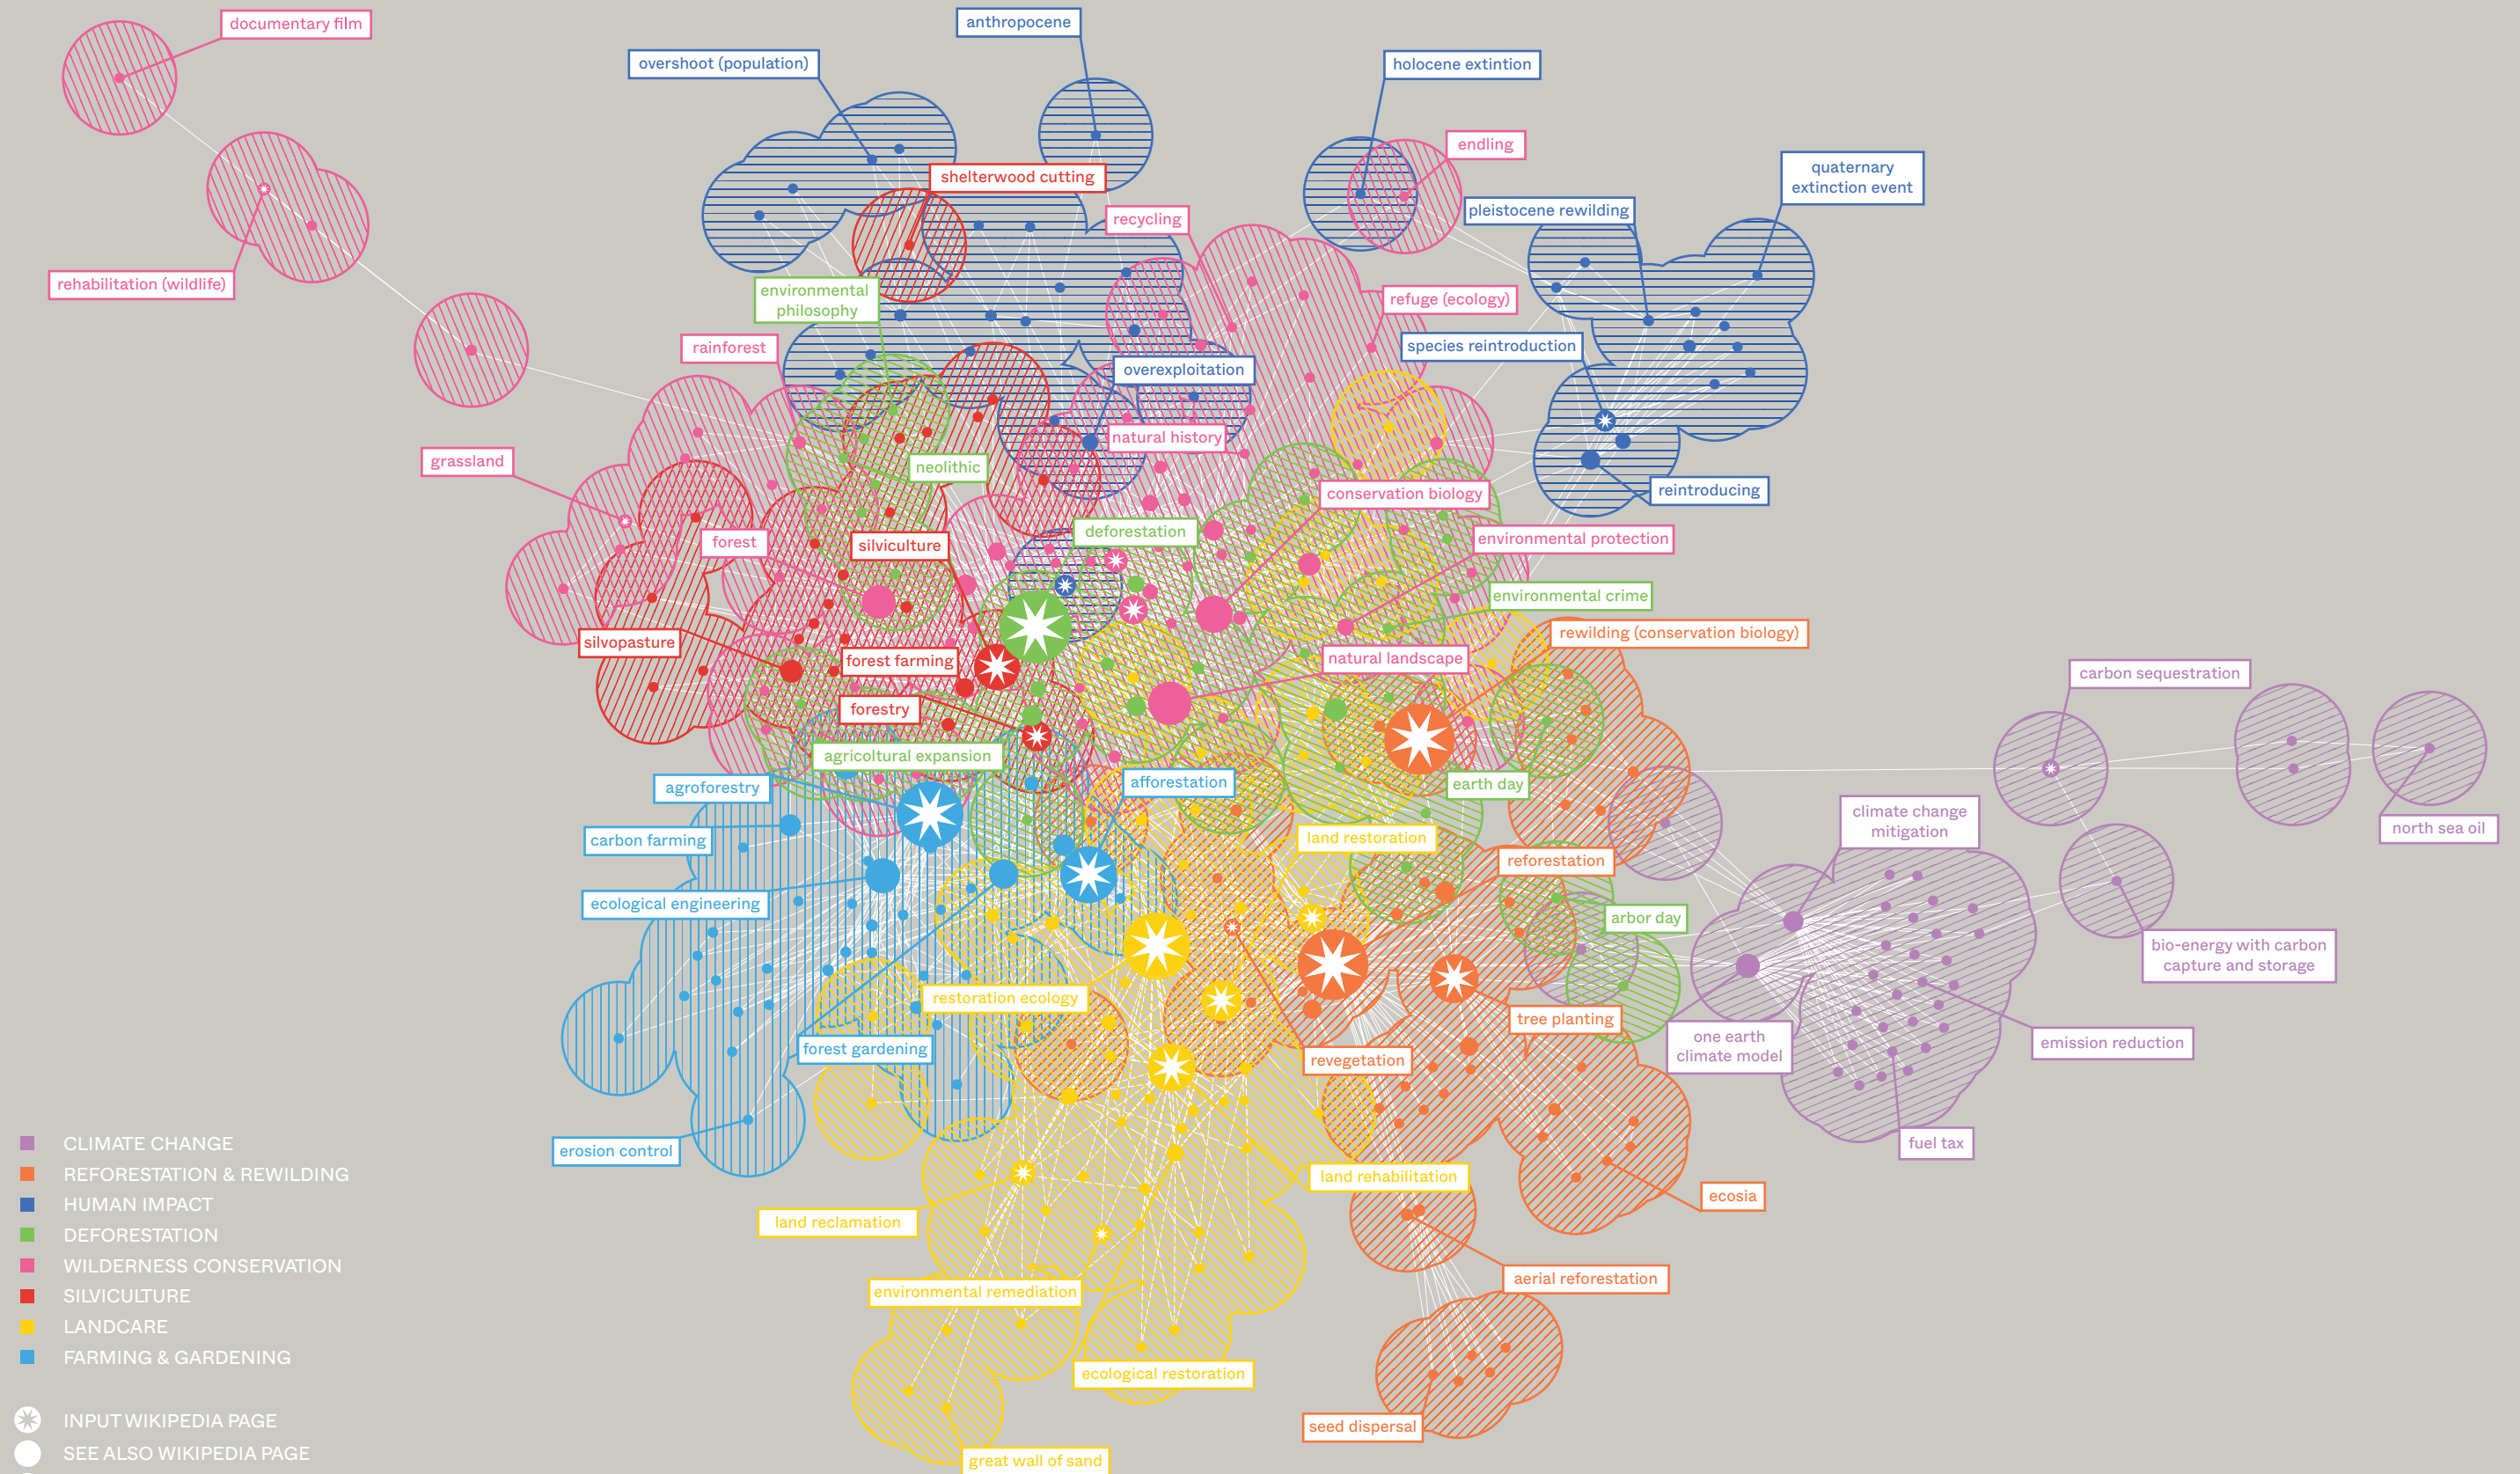 documentary film
anthropocene
overshoot (population)
holocene extintion
endling
quaternary
extinction event
shelterwood cutting
pleistocene rewilding
recycling
rehabilitation (wildlife)
environmental
philosophy
refuge (ecology)
rainforest
species reintroduction
overexploitation
natural history
grassland
neolithic
conservation biology
reintroducing
deforestation
forest
silviculture
environmental protection
environmental crime
silvopasture
rewilding (conservation biology)
forest farming
natural landscape
carbon sequestration
forestry
agricoltural expansion
afforestation
earth day
agroforestry
climate change
mitigation
north sea oil
carbon farming
land restoration
reforestation
ecological engineering
arbor day
bio-energy with carbon
capture and storage
restoration ecology
tree planting
forest gardening
revegetation
one earth
climate model
emission reduction
erosion control
fuel tax
land rehabilitation
ecosia
land reclamation
environmental remediation
aerial reforestation
ecological restoration
seed dispersal
great wall of sand
CLIMATE CHANGE
REFORESTATION & REWILDING
HUMAN IMPACT
DEFORESTATION
WILDERNESS CONSERVATION
SILVICULTURE
LANDCARE
FARMING & GARDENING
INPUT WIKIPEDIA PAGE
SEE ALSO WIKIPEDIA PAGE